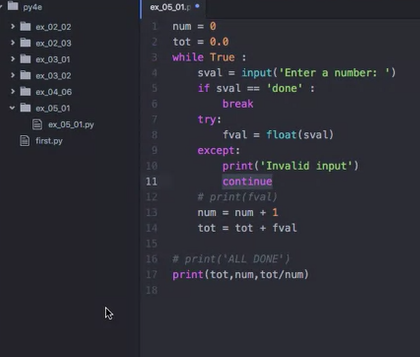 py4e
ex_02_02
ex_02_03
ex_03_01
ex_03_02
ex_04_06
ex_05_01
ex_05_01.py
first.py
ex_05_01.p
1 num = 0
2 tot = 0.0
3 while True :
4     sval = input('Enter a number: ')
5     if sval == 'done' :
6         break
7     try:
8         fval = float(sval)
9     except:
10         print('Invalid input')
11         continue
12     # print(fval)
13     num = num + 1
14     tot = tot + fval
15
16 # print('ALL DONE')
17 print(tot,num,tot/num)
18